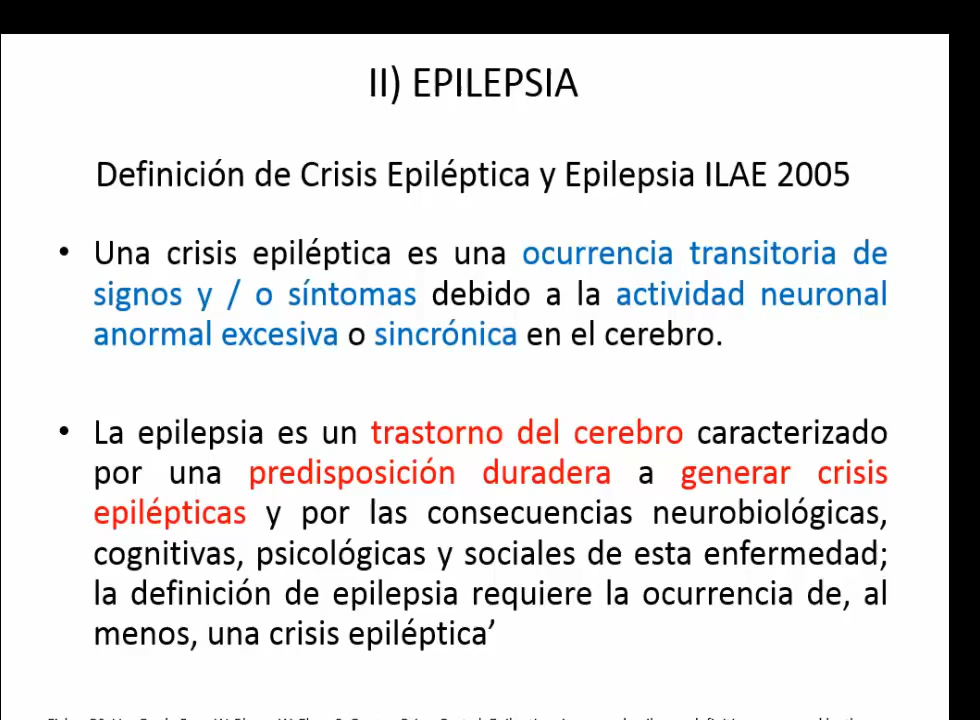 II) EPILEPSIA
Definición de Crisis Epiléptica y Epilepsia ILAE 2005
• Una crisis epiléptica es una ocurrencia transitoria de
signos y / o síntomas debido a la actividad neuronal
anormal excesiva o sincrónica en el cerebro.
• La epilepsia es un trastorno del cerebro caracterizado
por una predisposición duradera a generar crisis
epilépticas y por las consecuencias neurobiológicas,
cognitivas, psicológicas y sociales de esta enfermedad;
la definición de epilepsia requiere la ocurrencia de, al
menos, una crisis epiléptica’